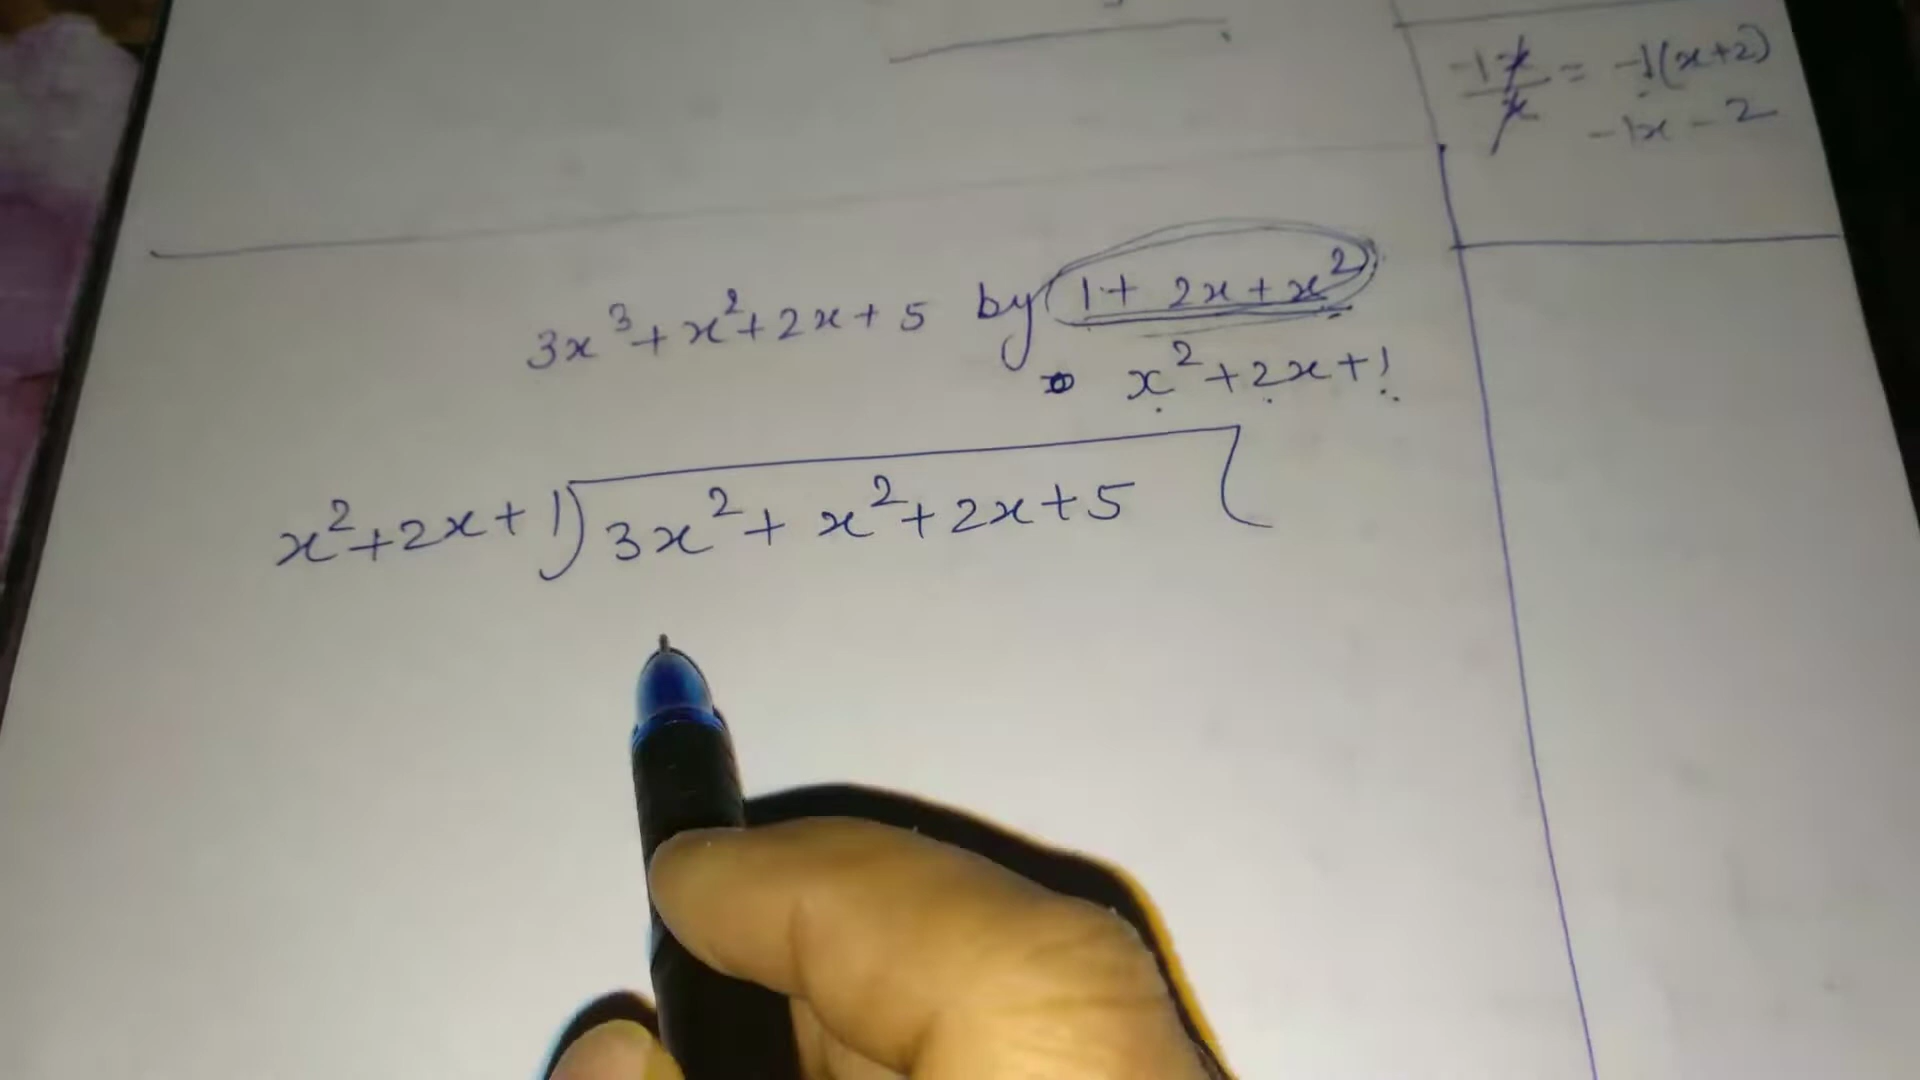 -1x/x = -1(x+2)
-1x - 2
3x³ + x² + 2x + 5 by 1 + 2x + x²
x² + 2x + 1
x² + 2x + 1) 3x² + x² + 2x + 5 (